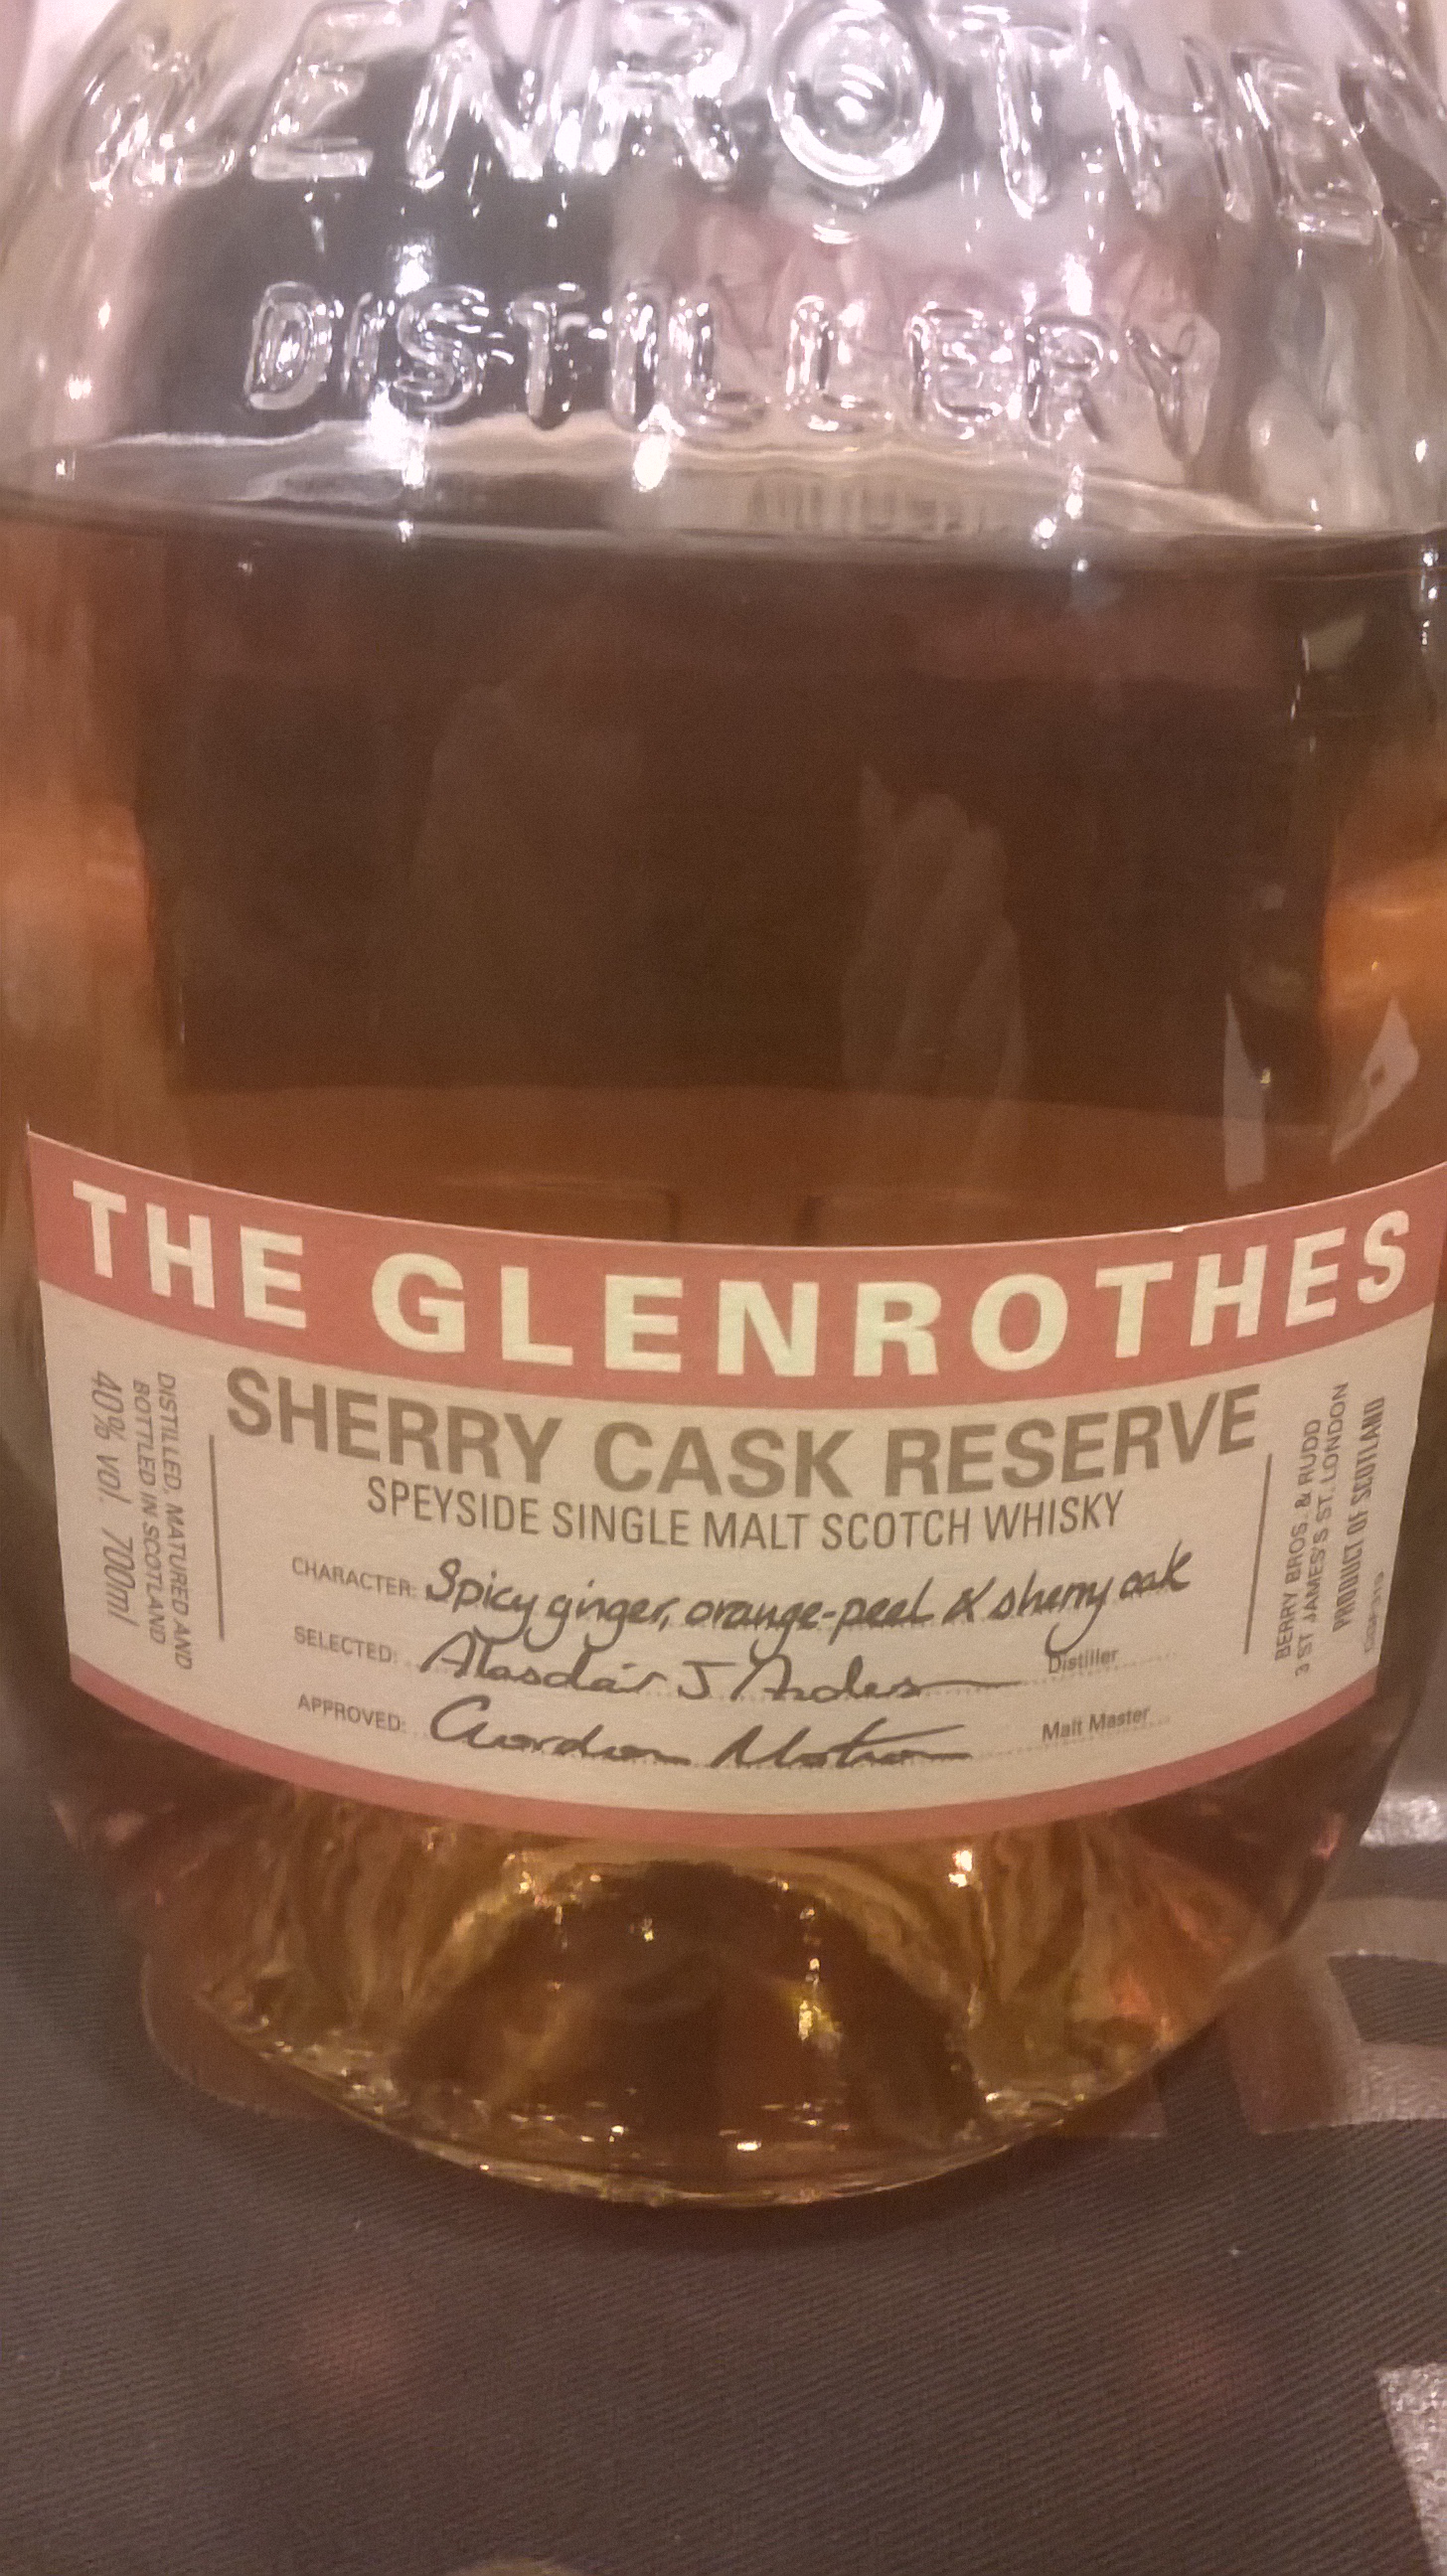 GLENROTHES
DISTILLERY
THE GLENROTHES
SHERRY CASK RESERVE
SPEYSIDE SINGLE MALT SCOTCH WHISKY
CHARACTER: Spicy ginger, orange-peel & sherry oak
SELECTED: Alasdair J Anderson Distiller
APPROVED: Gordon Motion Malt Master
DISTILLED, MATURED AND
BOTTLED IN SCOTLAND
40% vol. 700ml
BERRY BROS. & RUDD
3 ST JAMES'S ST, LONDON
PRODUCT OF SCOTLAND